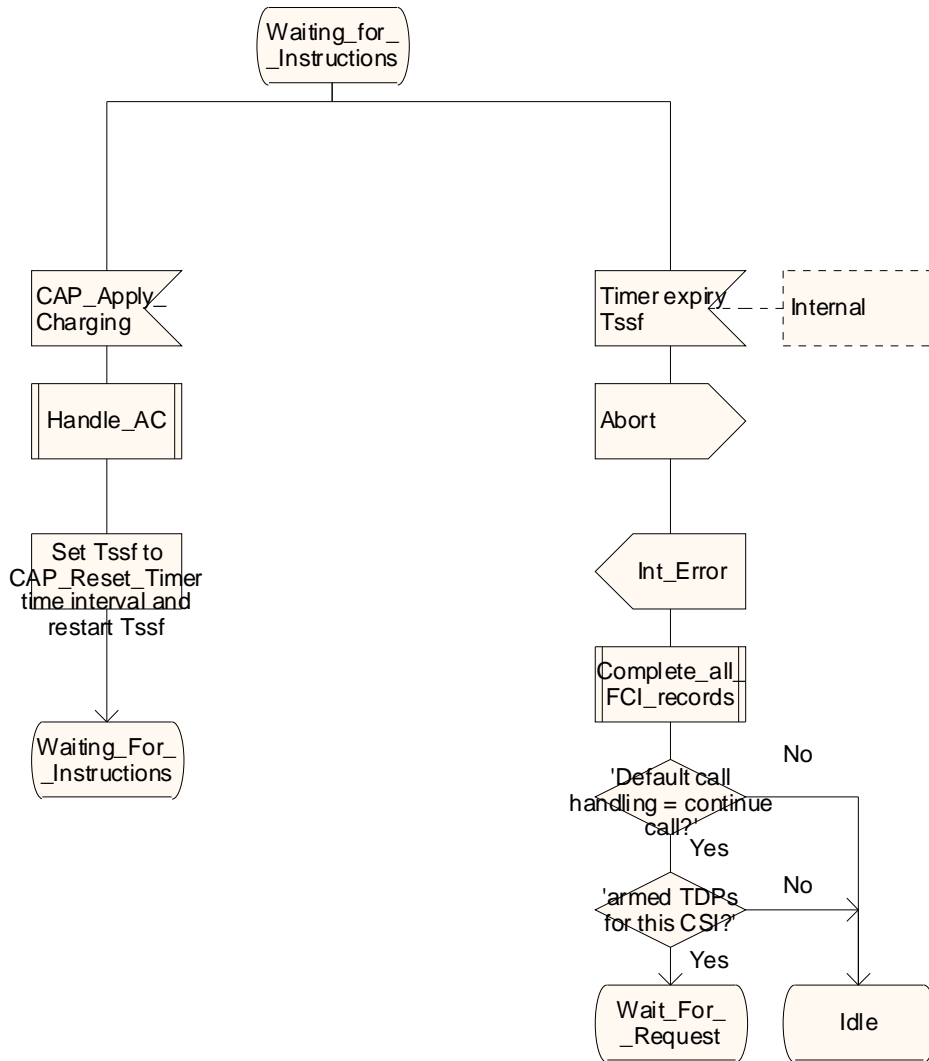 Waiting_for_
_Instructions
CAP_Apply_
Charging
Handle_AC
Set Tssf to
CAP_Reset_Timer
time interval and
restart Tssf
Waiting_For_
_Instructions
Timer expiry
Tssf
Internal
Abort
Int_Error
Complete_all_
FCI_records
'Default call
handling = continue
call?'
No
Yes
'armed TDPs
for this CSI?'
No
Yes
Wait_For_
_Request
Idle